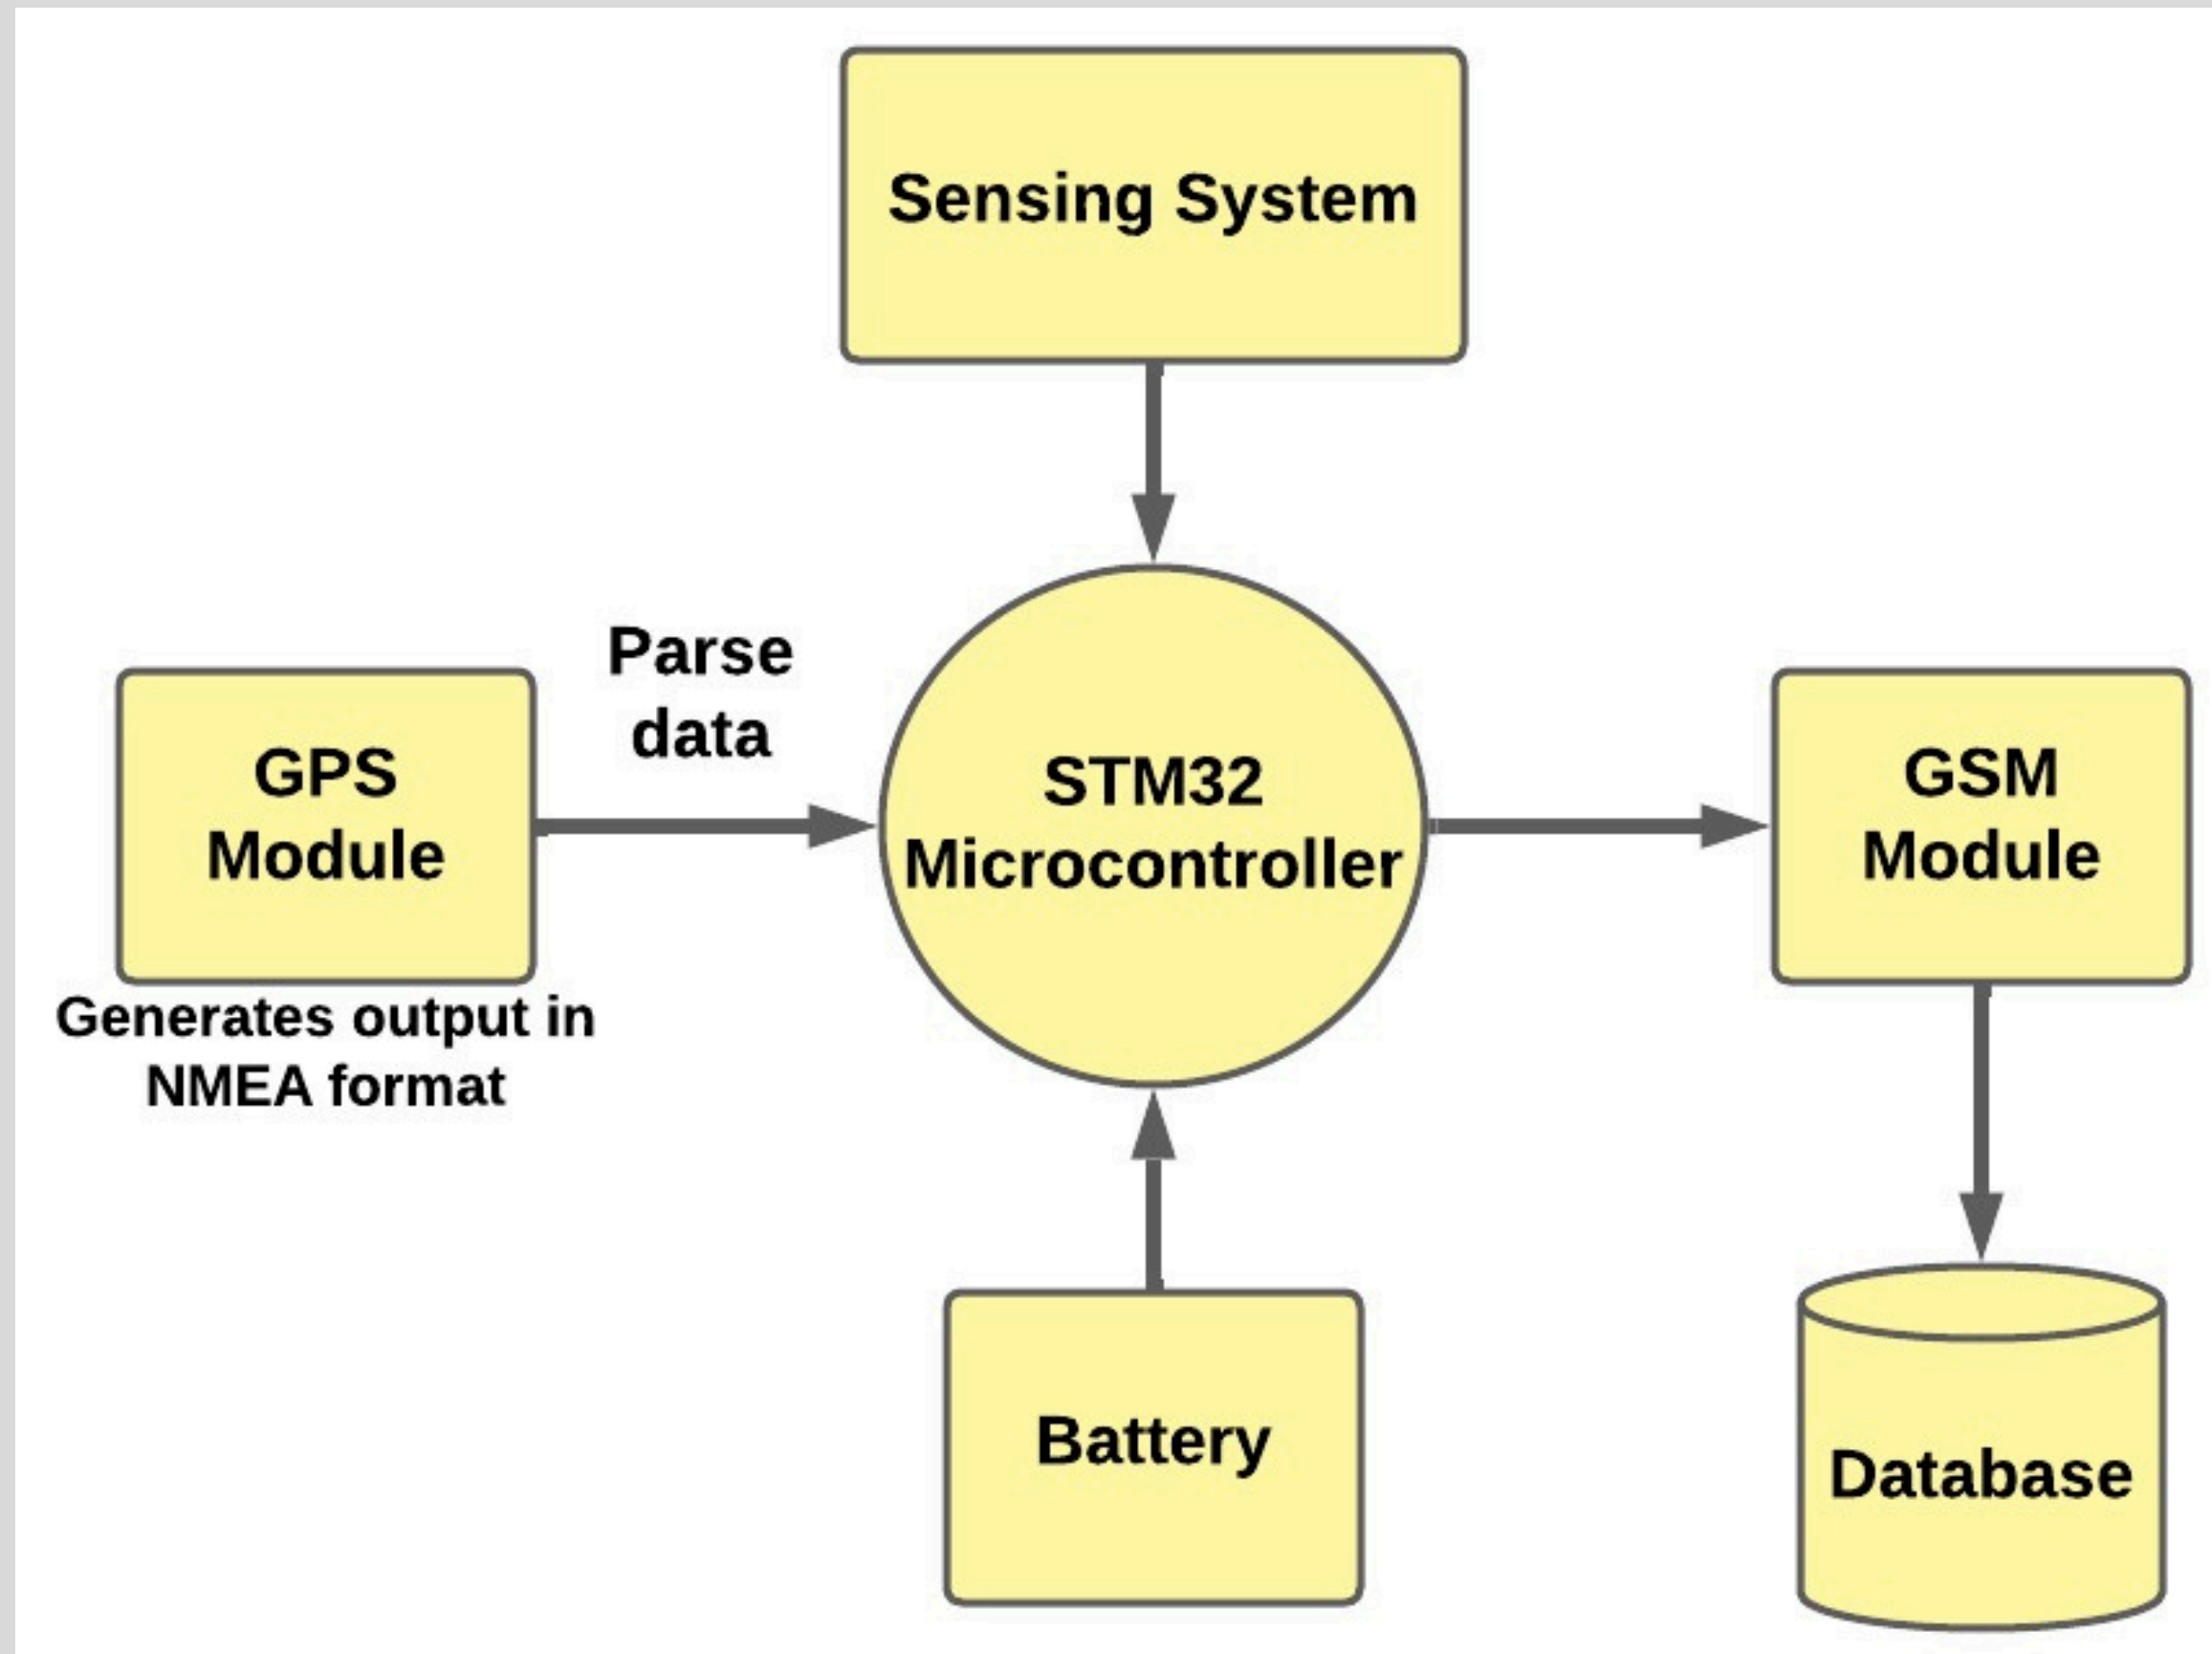 Sensing System
Parse
data
GPS
Module
STM32
Microcontroller
GSM
Module
Generates output in
NMEA format
Battery
Database